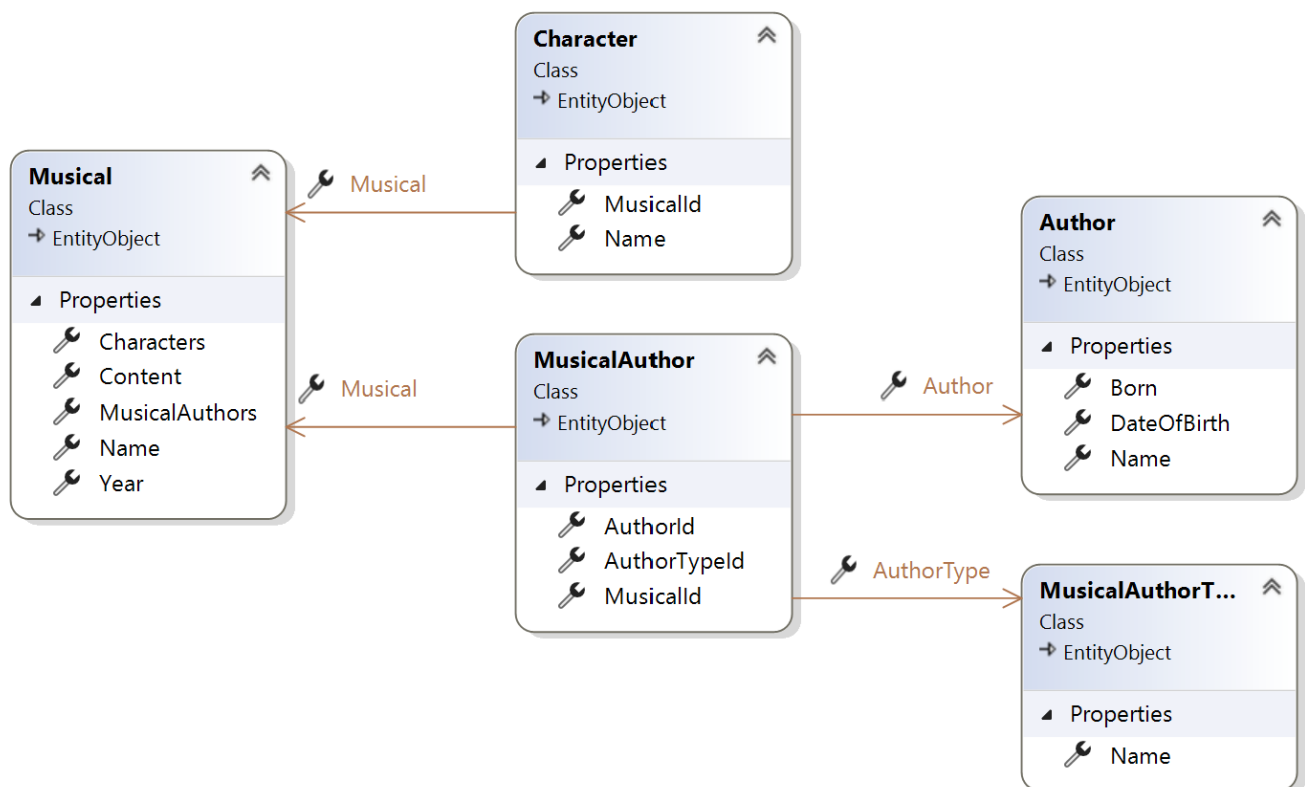 Character
Class
EntityObject
Properties
MusicalId
Name
Musical
Class
EntityObject
Properties
Characters
Content
MusicalAuthors
Name
Year
Musical
Musical
MusicalAuthor
Class
EntityObject
Properties
AuthorId
AuthorTypeId
MusicalId
Author
AuthorType
Author
Class
EntityObject
Properties
Born
DateOfBirth
Name
MusicalAuthorT...
Class
EntityObject
Properties
Name